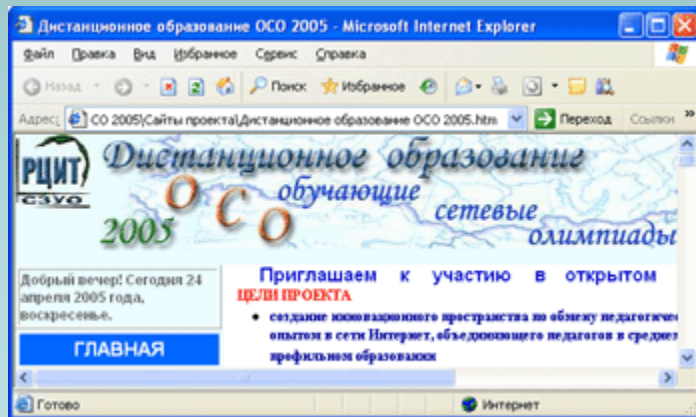 Дистанционное образование ОСО 2005 - Microsoft Internet Explorer
Файл Правка Вид Избранное Сервис Справка
Назад Поиск Избранное
Адрес: СО 2005\Сайты проекта\Дистанционное образование ОСО 2005.htm Переход Ссылки »
РЦИТ
СЗУО
Дистанционное образование
ОСО обучающие
2005 сетевые
олимпиады
Добрый вечер! Сегодня 24
апреля 2005 года,
воскресенье.
ГЛАВНАЯ
Приглашаем к участию в открытом
ЦЕЛИ ПРОЕКТА
• создание инновационного пространства по обмену педагогичес
опытом в сети Интернет, объединяющего педагогов в среднем
профильном образовании
Готово Интернет